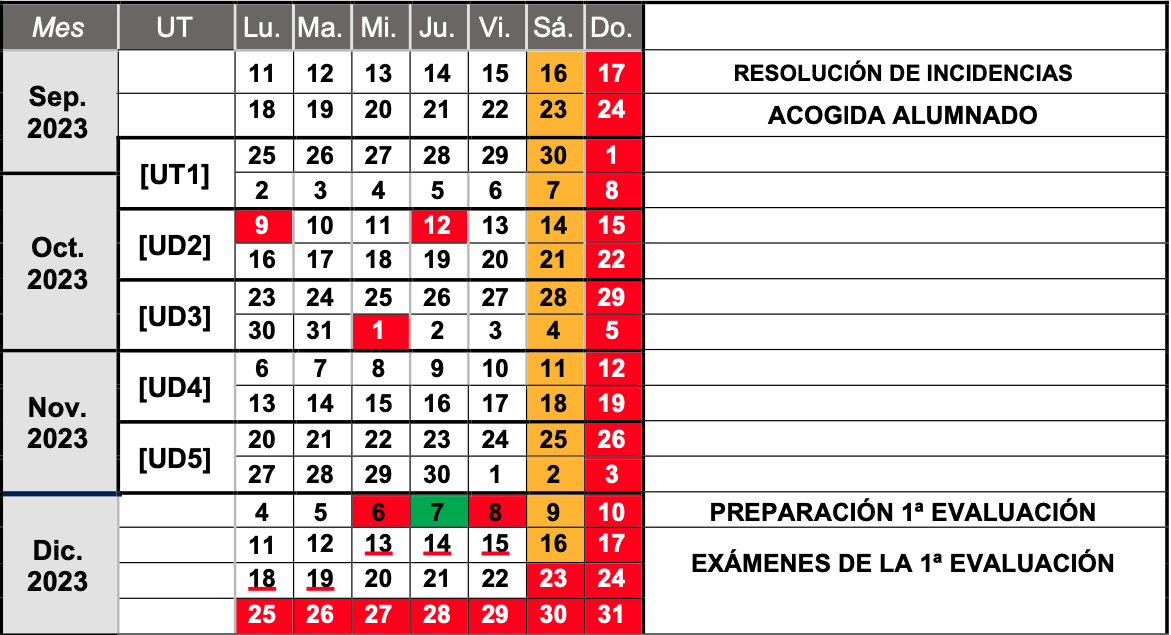 Mes UT Lu. Ma. Mi. Ju. Vi. Sá. Do.
Sep. 2023
11 12 13 14 15 16 17 RESOLUCIÓN DE INCIDENCIAS
18 19 20 21 22 23 24 ACOGIDA ALUMNADO
[UT1]
25 26 27 28 29 30 1
2 3 4 5 6 7 8
Oct. 2023
[UD2]
9 10 11 12 13 14 15
16 17 18 19 20 21 22
[UD3]
23 24 25 26 27 28 29
30 31 1 2 3 4 5
Nov. 2023
[UD4]
6 7 8 9 10 11 12
13 14 15 16 17 18 19
[UD5]
20 21 22 23 24 25 26
27 28 29 30 1 2 3
Dic. 2023
4 5 6 7 8 9 10 PREPARACIÓN 1ª EVALUACIÓN
11 12 13 14 15 16 17 EXÁMENES DE LA 1ª EVALUACIÓN
18 19 20 21 22 23 24
25 26 27 28 29 30 31